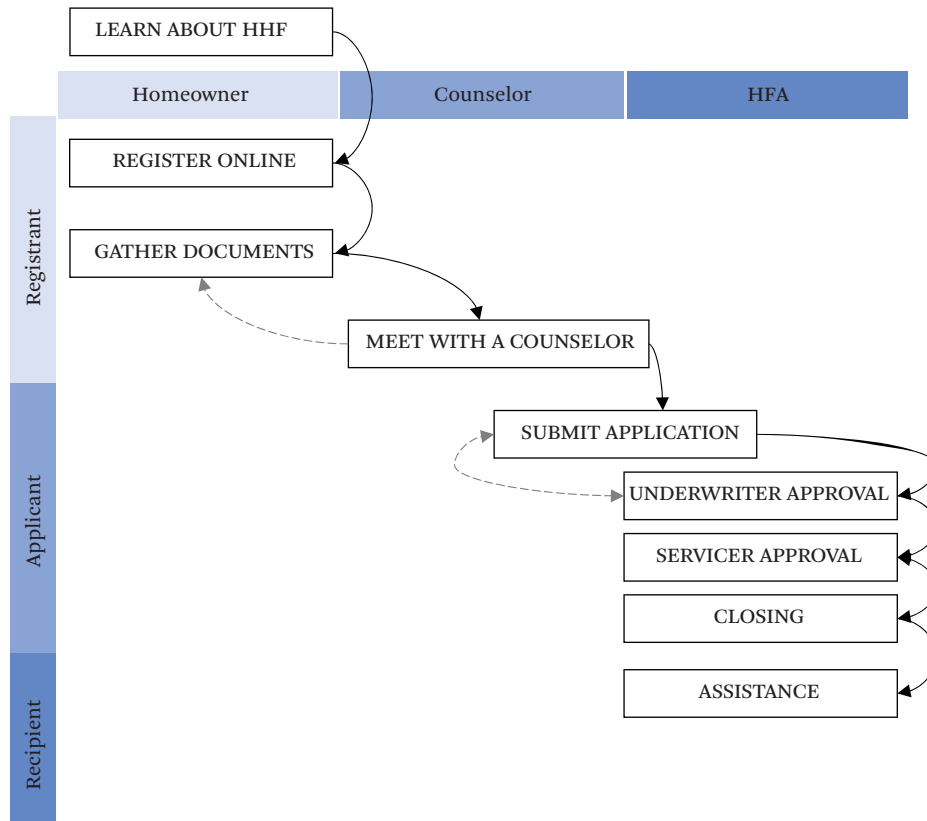 LEARN ABOUT HHF
Homeowner
Counselor
HFA
Registrant
REGISTER ONLINE
GATHER DOCUMENTS
MEET WITH A COUNSELOR
Applicant
SUBMIT APPLICATION
UNDERWRITER APPROVAL
SERVICER APPROVAL
CLOSING
Recipient
ASSISTANCE